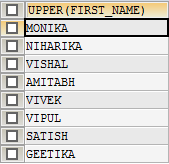 UPPER(FIRST_NAME)
MONIKA
NIHARIKA
VISHAL
AMITABH
VIVEK
VIPUL
SATISH
GEETIKA